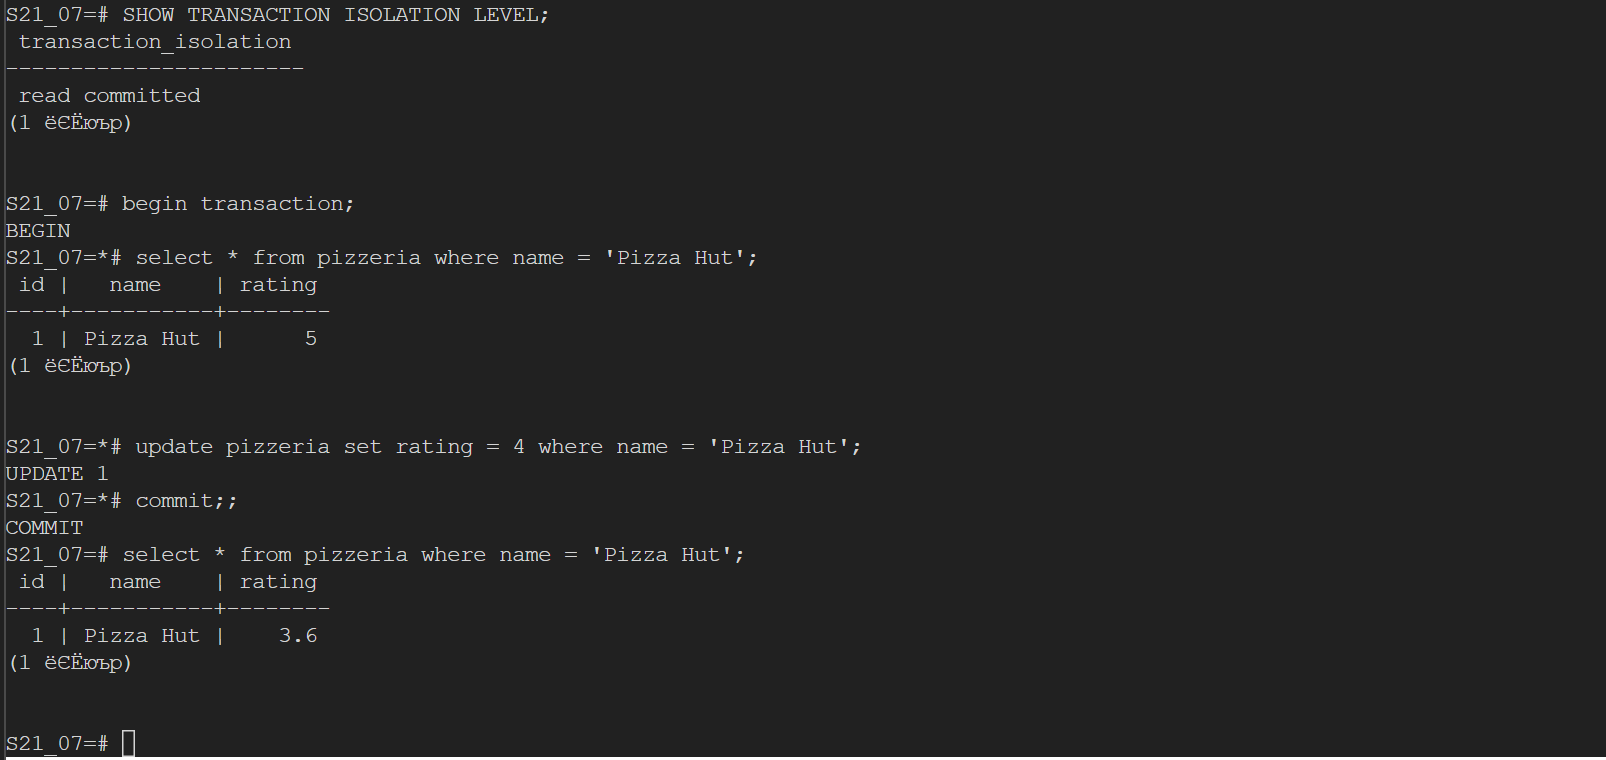 S21_07=# SHOW TRANSACTION ISOLATION LEVEL;
 transaction_isolation
-----------------------
 read committed
(1 ёЄЁюър)
S21_07=# begin transaction;
BEGIN
S21_07=*# select * from pizzeria where name = 'Pizza Hut';
 id |   name    | rating
----+-----------+--------
  1 | Pizza Hut |      5
(1 ёЄЁюър)
S21_07=*# update pizzeria set rating = 4 where name = 'Pizza Hut';
UPDATE 1
S21_07=*# commit;;
COMMIT
S21_07=# select * from pizzeria where name = 'Pizza Hut';
 id |   name    | rating
----+-----------+--------
  1 | Pizza Hut |    3.6
(1 ёЄЁюър)
S21_07=#